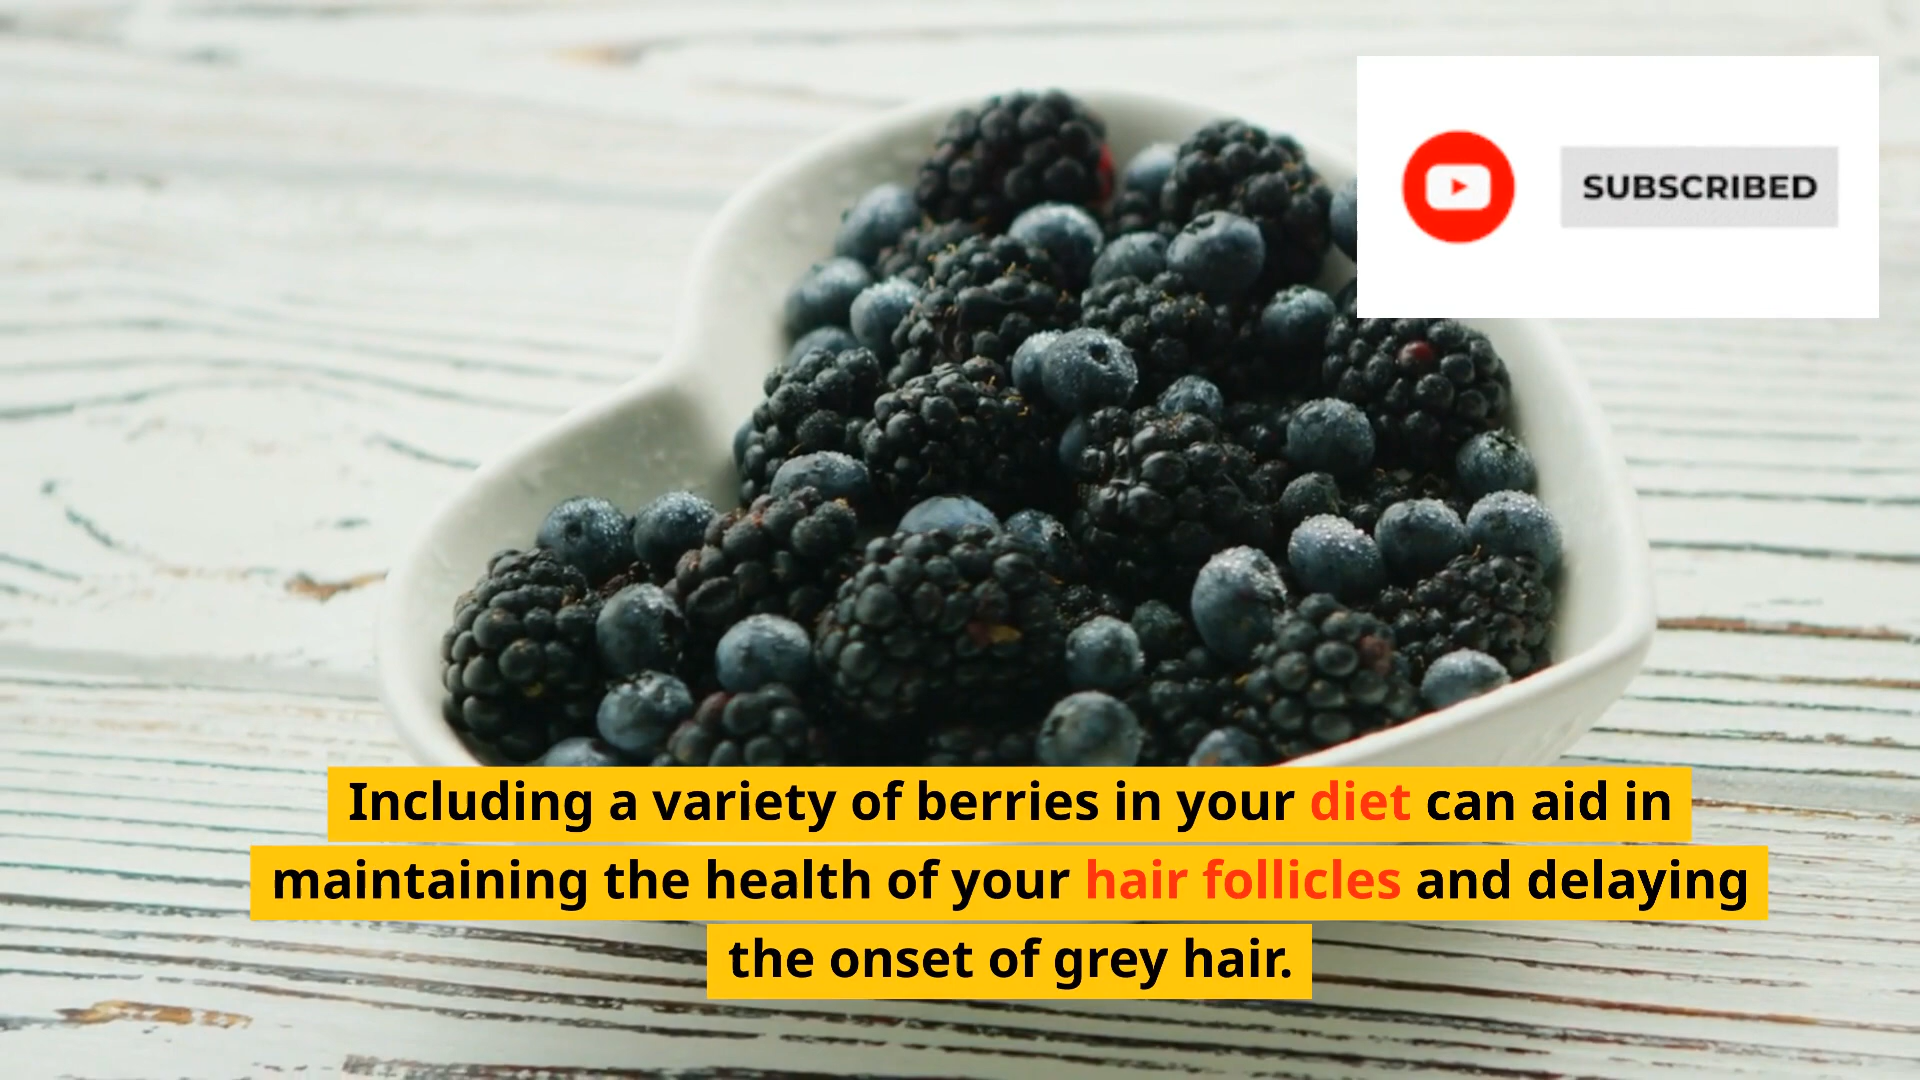 SUBSCRIBED
Including a variety of berries in your diet can aid in
maintaining the health of your hair follicles and delaying
the onset of grey hair.